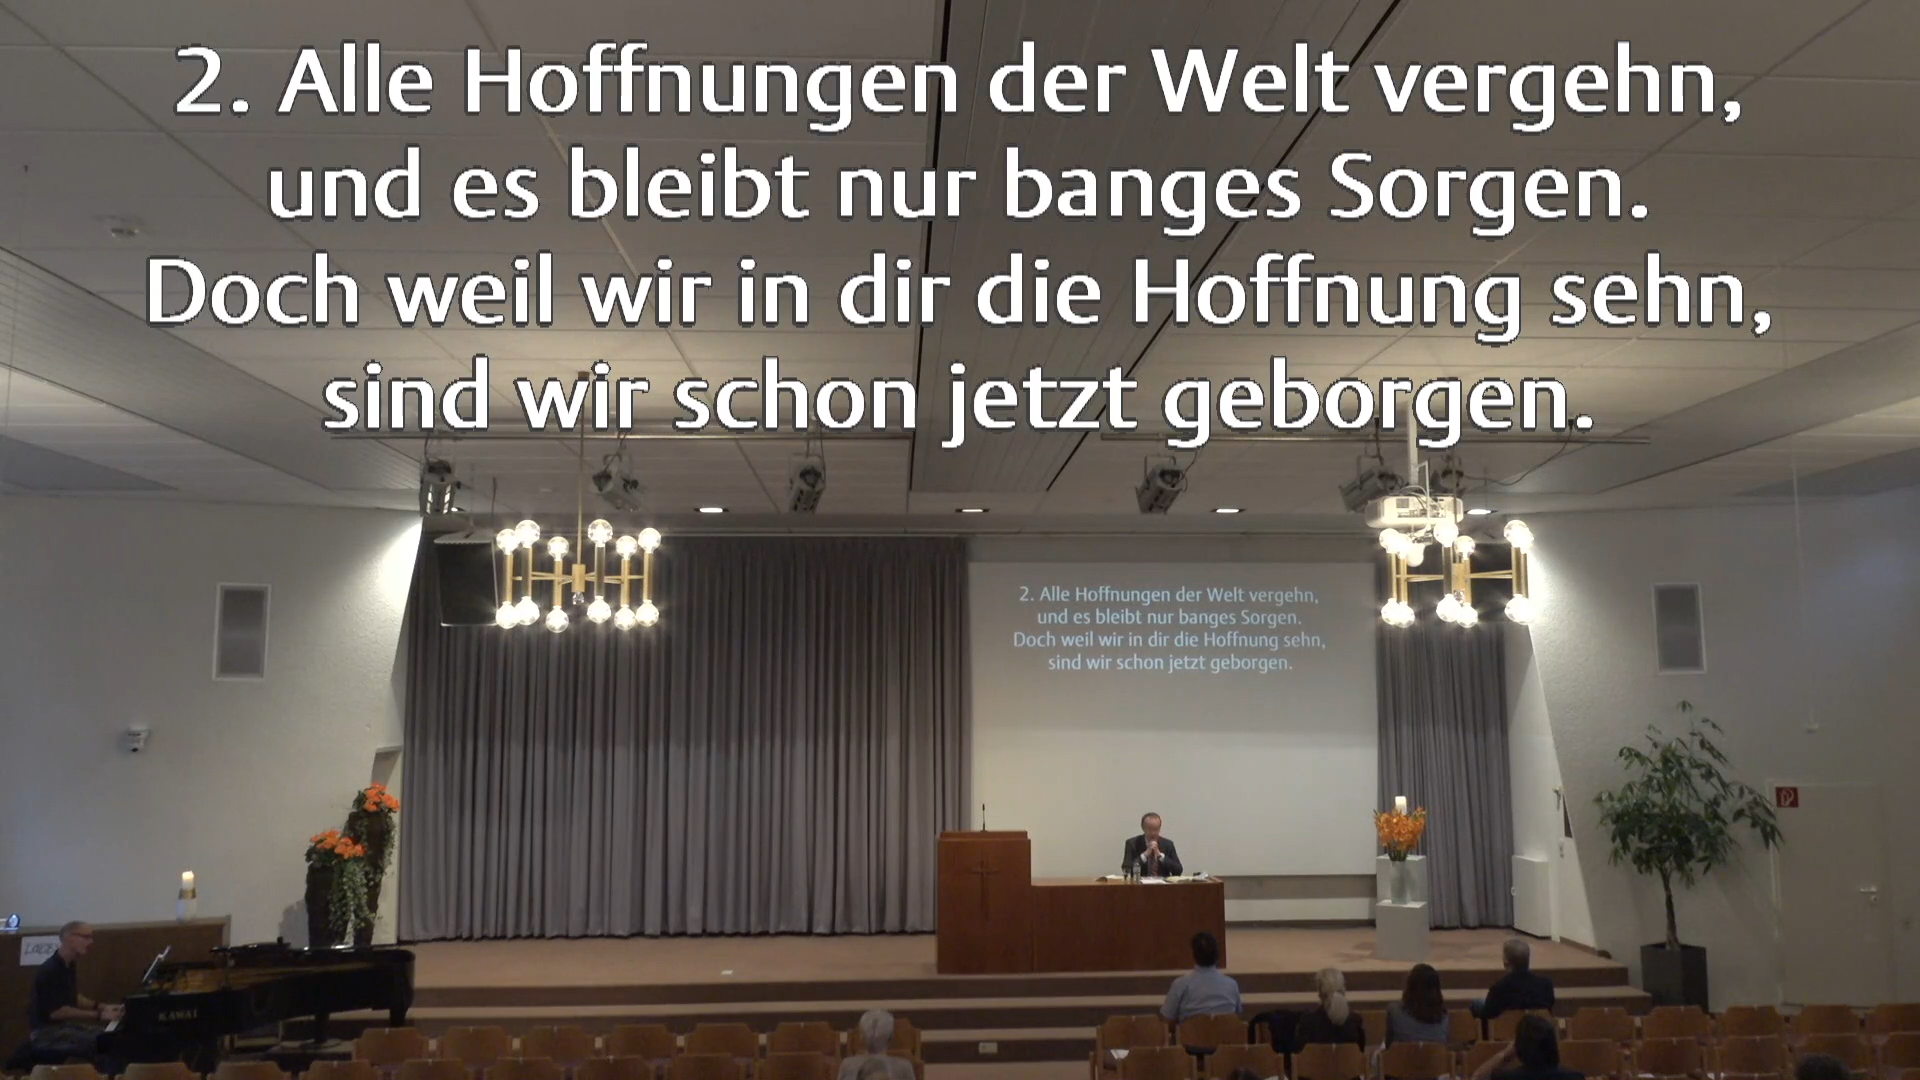 2. Alle Hoffnungen der Welt vergehn,
und es bleibt nur banges Sorgen.
Doch weil wir in dir die Hoffnung sehn,
sind wir schon jetzt geborgen.
2. Alle Hoffnungen der Welt vergehn,
und es bleibt nur banges Sorgen.
Doch weil wir in dir die Hoffnung sehn,
sind wir schon jetzt geborgen.
KAWAI